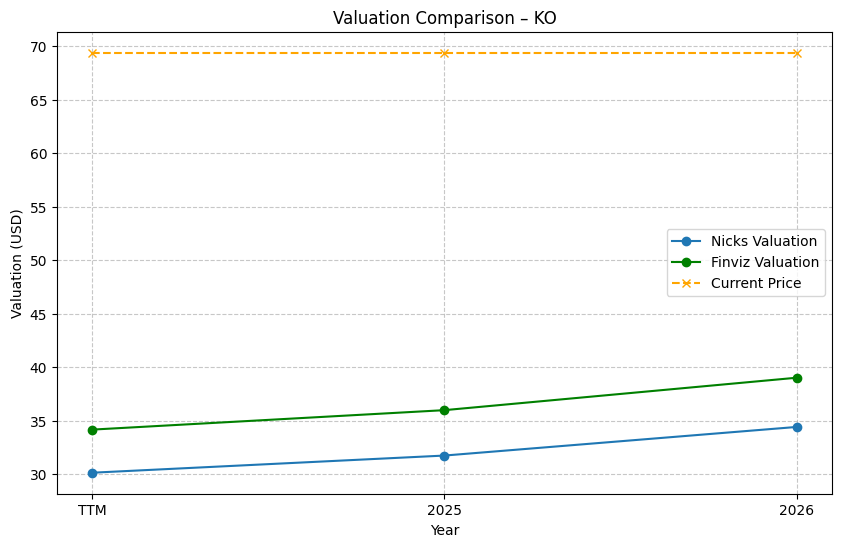 Valuation Comparison – KO
Valuation (USD)
70
65
60
55
50
45
40
35
30
Nicks Valuation
Finviz Valuation
Current Price
TTM
2025
2026
Year